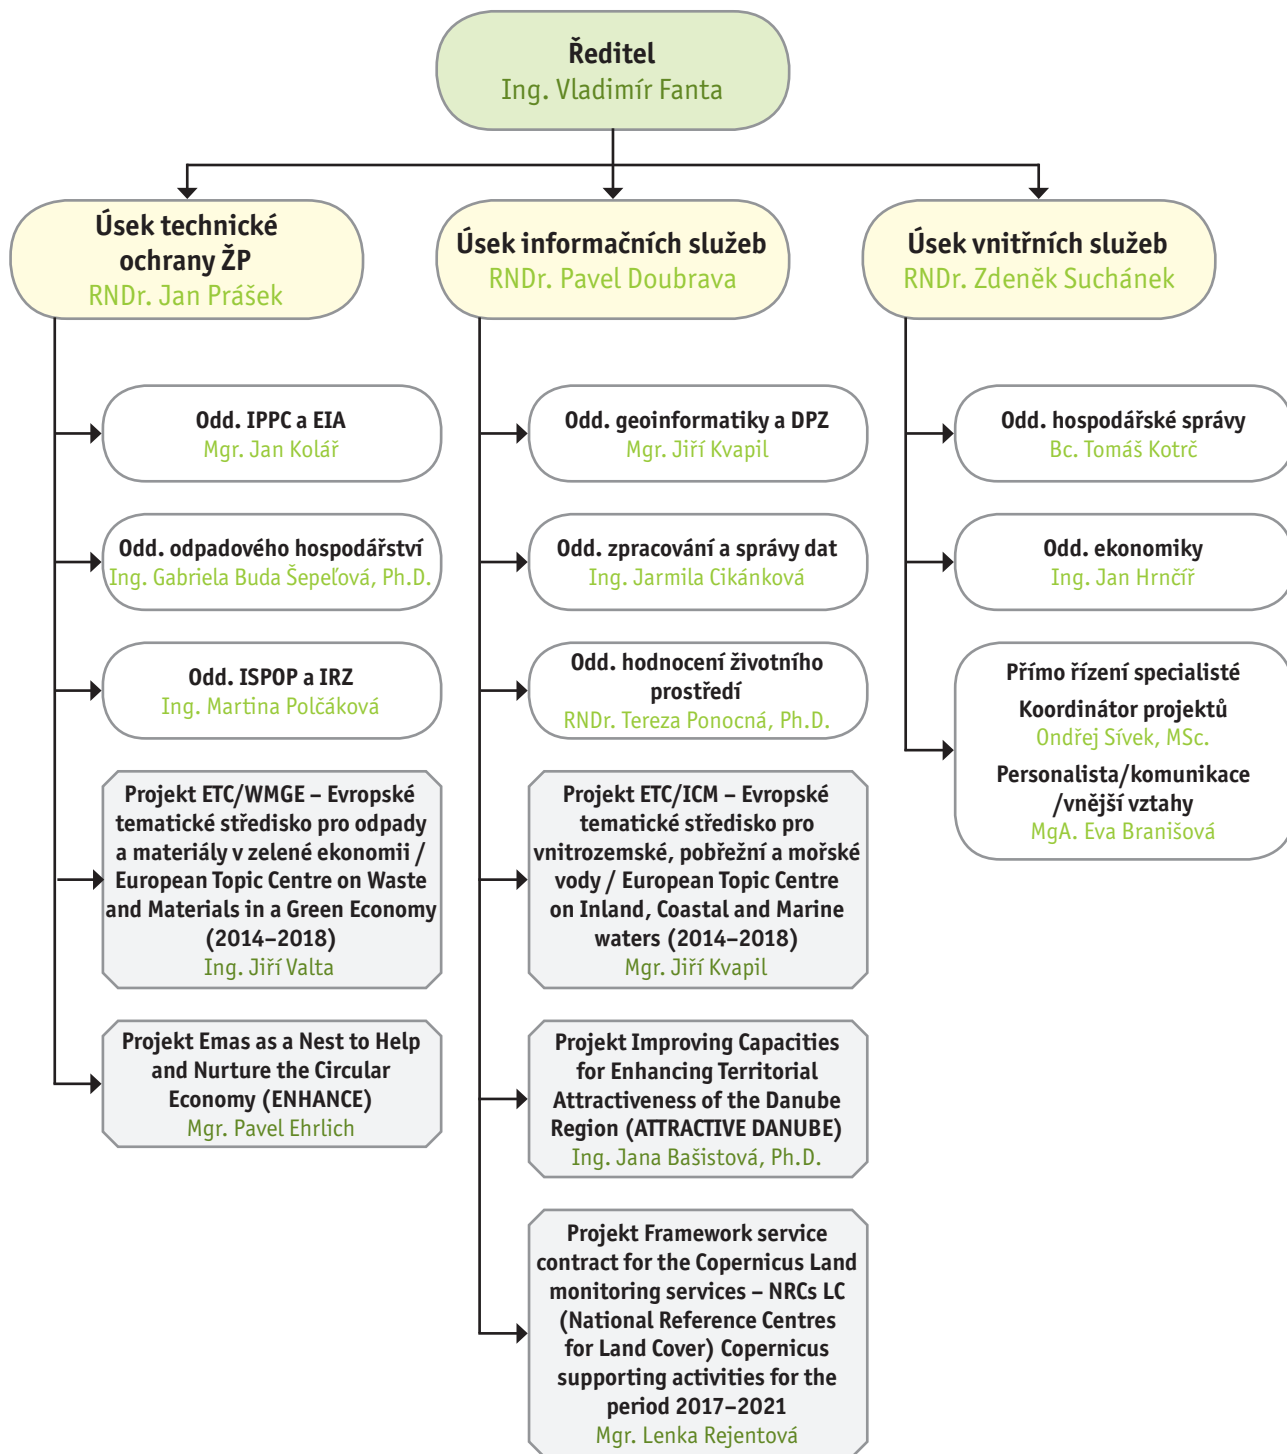 Ředitel
Ing. Vladimír Fanta
Úsek technické
ochrany ŽP
RNDr. Jan Prášek
Odd. IPPC a EIA
Mgr. Jan Kolář
Odd. odpadového hospodářství
Ing. Gabriela Buda Šepeľová, Ph.D.
Odd. ISPOP a IRZ
Ing. Martina Polčáková
Projekt ETC/WMGE – Evropské
tematické středisko pro odpady
a materiály v zelené ekonomii /
European Topic Centre on Waste
and Materials in a Green Economy
(2014–2018)
Ing. Jiří Valta
Projekt Emas as a Nest to Help
and Nurture the Circular
Economy (ENHANCE)
Mgr. Pavel Ehrlich
Úsek informačních služeb
RNDr. Pavel Doubrava
Odd. geoinformatiky a DPZ
Mgr. Jiří Kvapil
Odd. zpracování a správy dat
Ing. Jarmila Cikánková
Odd. hodnocení životního
prostředí
RNDr. Tereza Ponocná, Ph.D.
Projekt ETC/ICM – Evropské
tematické středisko pro
vnitrozemské, pobřežní a mořské
vody / European Topic Centre
on Inland, Coastal and Marine
waters (2014–2018)
Mgr. Jiří Kvapil
Projekt Improving Capacities
for Enhancing Territorial
Attractiveness of the Danube
Region (ATTRACTIVE DANUBE)
Ing. Jana Bašistová, Ph.D.
Projekt Framework service
contract for the Copernicus Land
monitoring services – NRCs LC
(National Reference Centres
for Land Cover) Copernicus
supporting activities for the
period 2017–2021
Mgr. Lenka Rejentová
Úsek vnitřních služeb
RNDr. Zdeněk Suchánek
Odd. hospodářské správy
Bc. Tomáš Kotrč
Odd. ekonomiky
Ing. Jan Hrnčíř
Přímo řízení specialisté
Koordinátor projektů
Ondřej Sívek, MSc.
Personalista/komunikace
/vnější vztahy
MgA. Eva Branišová